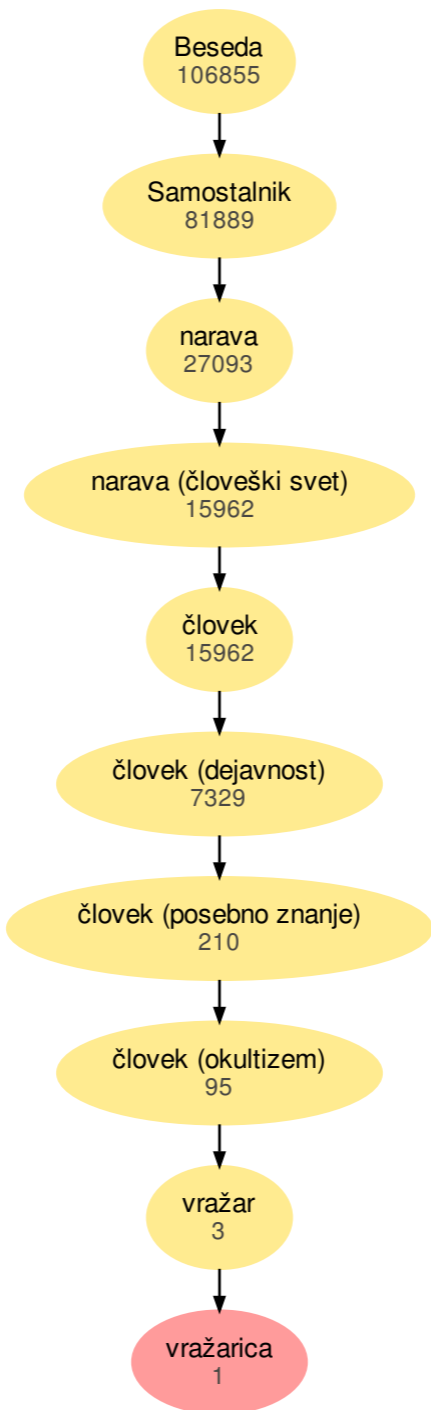 Beseda
106855
Samostalnik
81889
narava
27093
narava (človeški svet)
15962
človek
15962
človek (dejavnost)
7329
človek (posebno znanje)
210
človek (okultizem)
95
vražar
3
vražarica
1